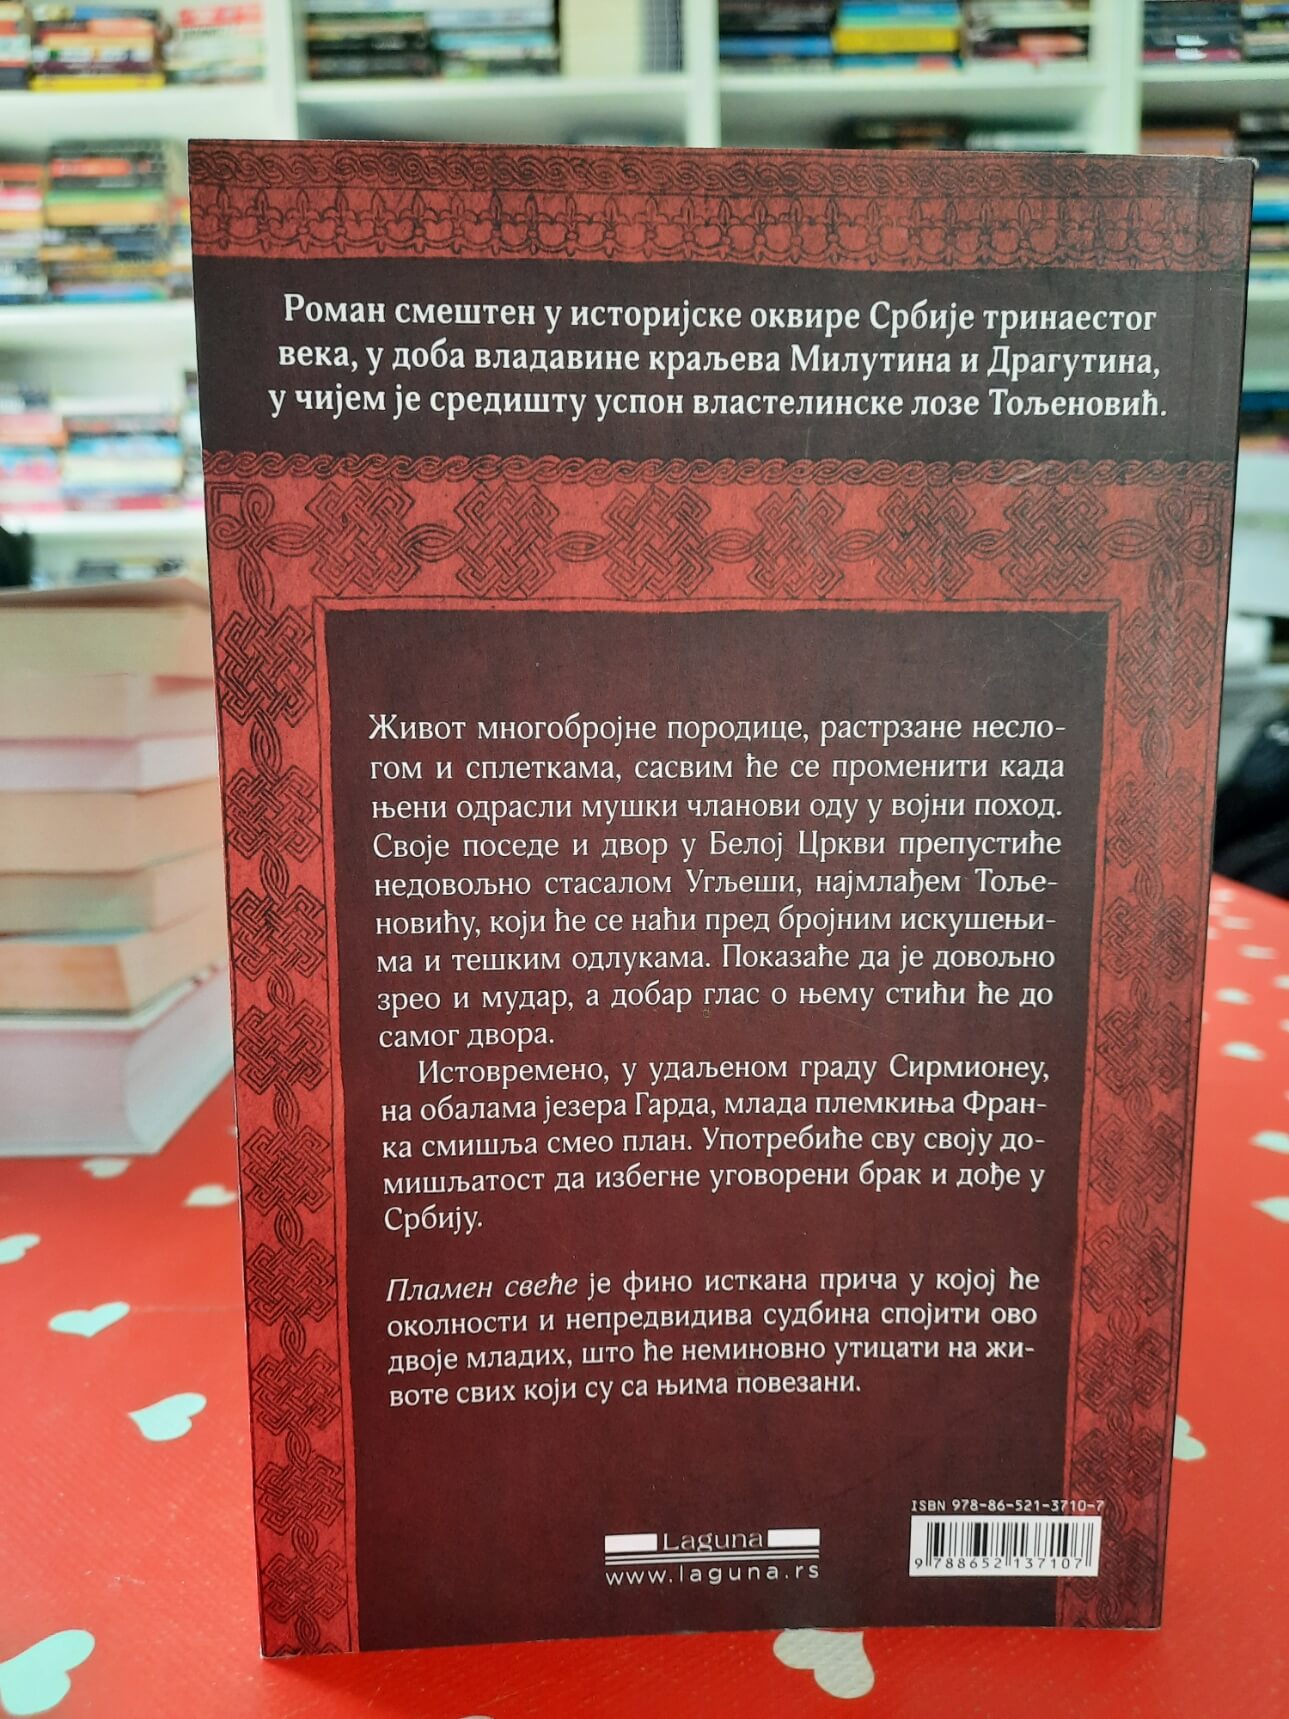 Роман смештен у историјске оквире Србије тринаестог
века, у доба владавине краљева Милутина и Драгутина,
у чијем је средишту успон властелинске лозе Тољеновић.
Живот многобројне породице, растрзане несло-
гом и сплеткама, сасвим ће се променити када
њени одрасли мушки чланови оду у војни поход.
Своје поседе и двор у Белој Цркви препустиће
недовољно стасалом Угљеши, најмлађем Тоље-
новићу, који ће се наћи пред бројним искушењи-
ма и тешким одлукама. Показаће да је довољно
зрео и мудар, а добар глас о њему стићи ће до
самог двора.
Истовремено, у удаљеном граду Сирмионеу,
на обалама језера Гарда, млада племкиња Фран-
ка смишља смео план. Употребиће сву своју до-
мишљатост да избегне уговорени брак и дође у
Србију.
Пламен свеће је фино исткана прича у којој ће
околности и непредвидива судбина спојити ово
двоје младих, што ће неминовно утицати на жи-
воте свих који су са њима повезани.
ISBN 978-86-521-3710-7
Laguna
www.laguna.rs
9 788652 137107